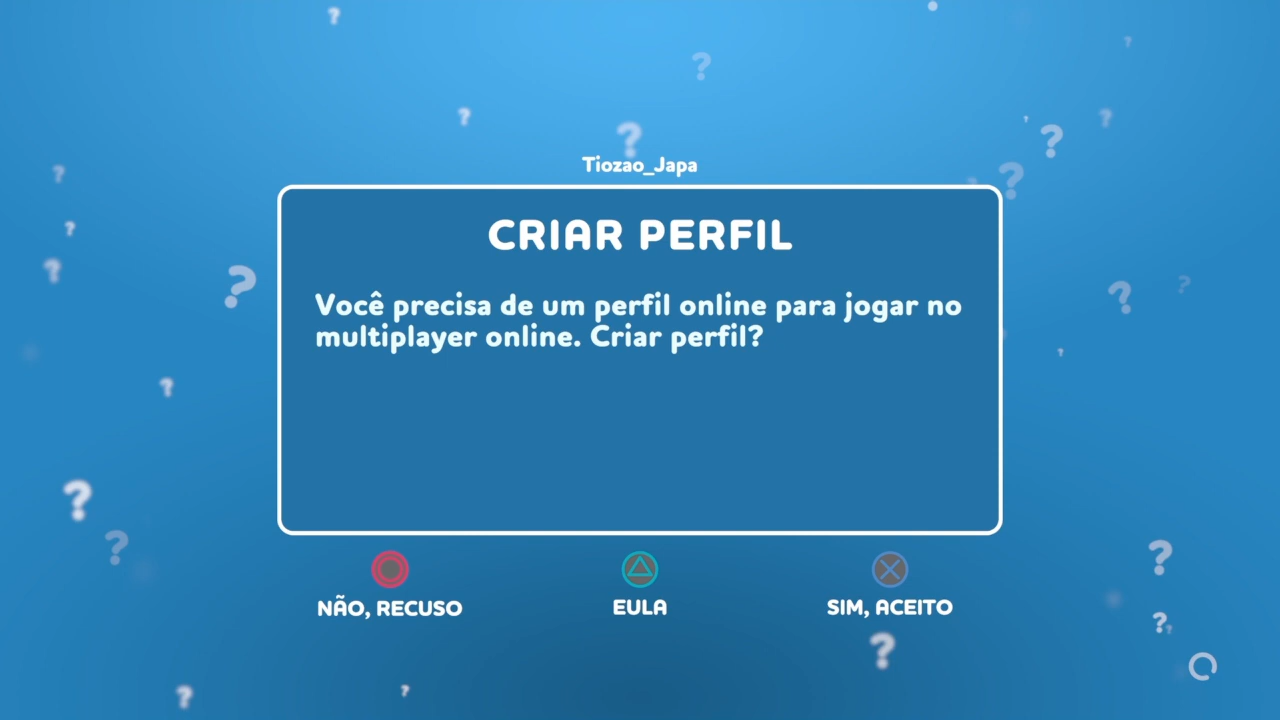 Tiozao_Japa
CRIAR PERFIL
Você precisa de um perfil online para jogar no
multiplayer online. Criar perfil?
NÃO, RECUSO
EULA
SIM, ACEITO